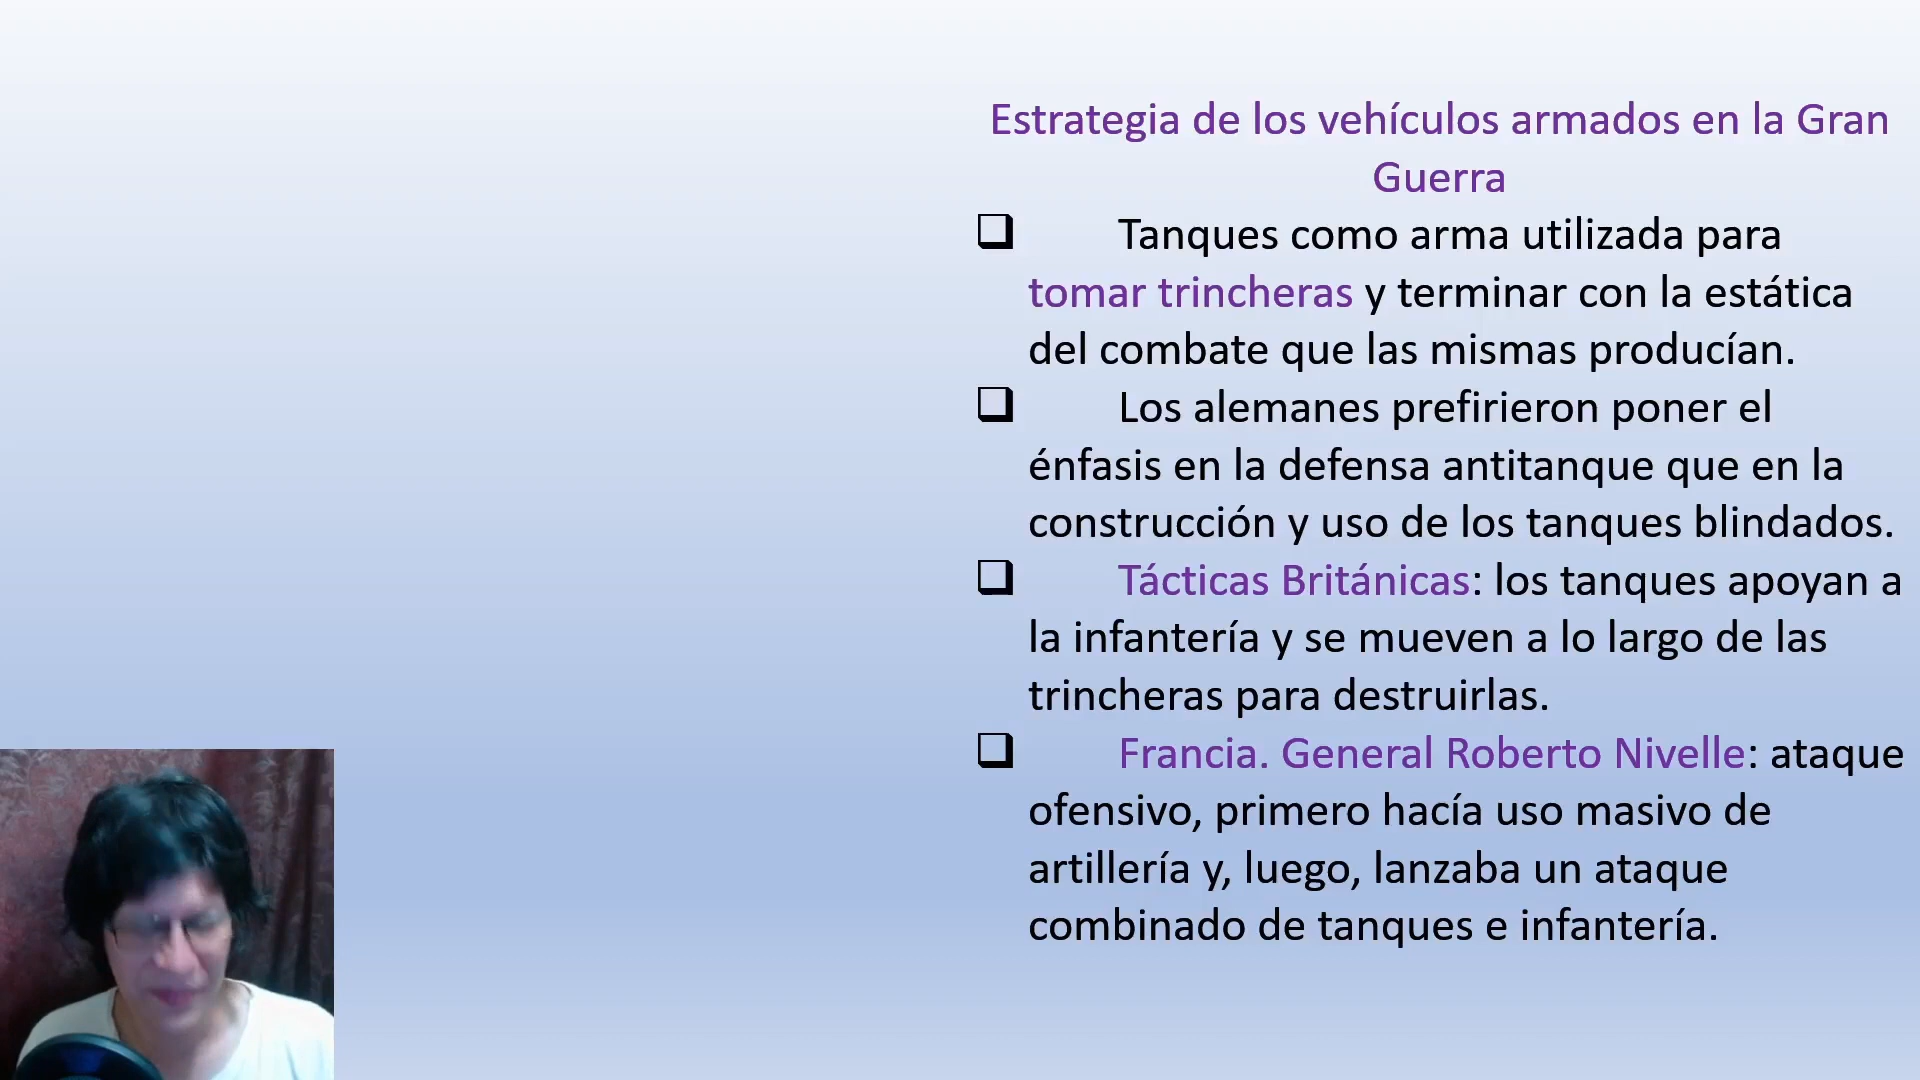 Estrategia de los vehículos armados en la Gran
Guerra
Tanques como arma utilizada para
tomar trincheras y terminar con la estática
del combate que las mismas producían.
Los alemanes prefirieron poner el
énfasis en la defensa antitanque que en la
construcción y uso de los tanques blindados.
Tácticas Británicas: los tanques apoyan a
la infantería y se mueven a lo largo de las
trincheras para destruirlas.
Francia. General Roberto Nivelle: ataque
ofensivo, primero hacía uso masivo de
artillería y, luego, lanzaba un ataque
combinado de tanques e infantería.